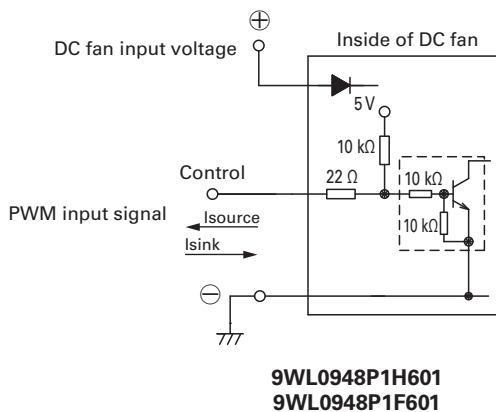 ⊕
DC fan input voltage
Inside of DC fan
5 V
10 kΩ
Control
22 Ω
10 kΩ
PWM input signal
Isource
10 kΩ
Isink
⊖
9WL0948P1H601
9WL0948P1F601